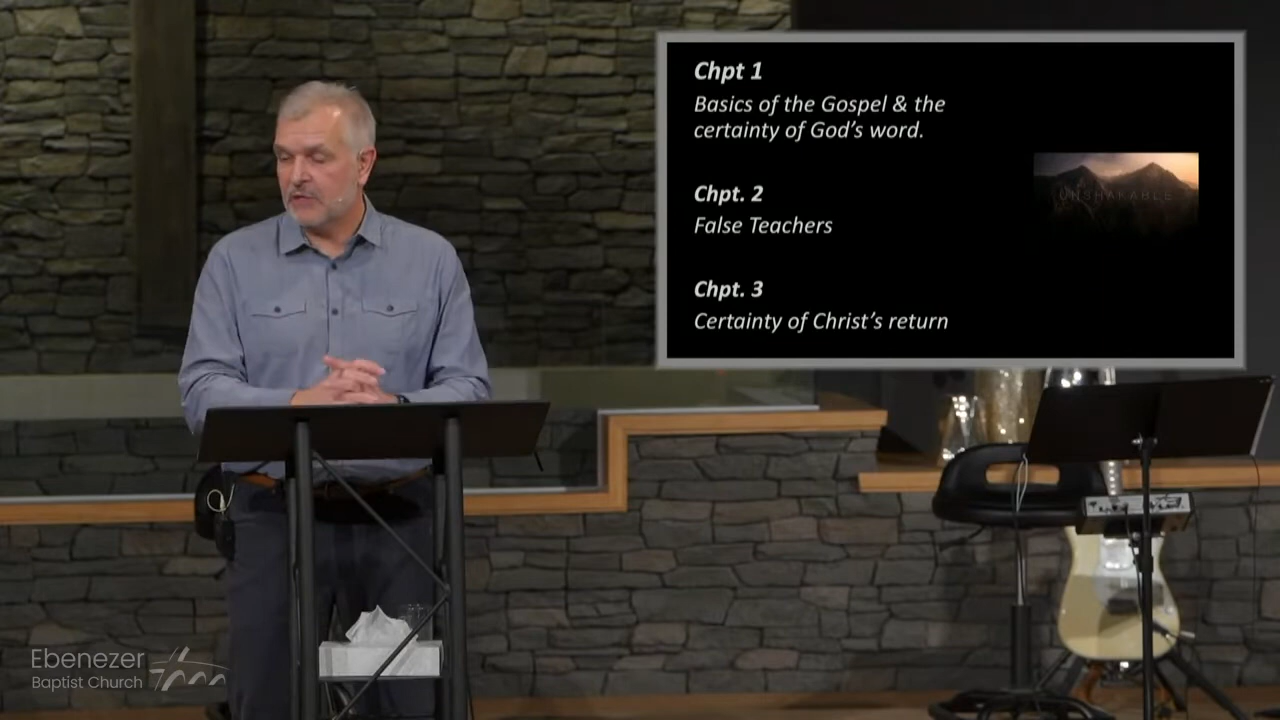 Chpt 1
Basics of the Gospel & the
certainty of God's word.
Chpt. 2
False Teachers
Chpt. 3
Certainty of Christ's return
UNSHAKABLE
Ebenezer
Baptist Church